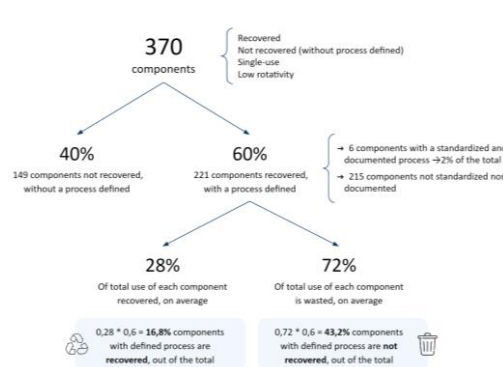 370
components
Recovered
Not recovered (without process defined)
Single-use
Low rotativity
40%
149 components not recovered,
without a process defined
60%
221 components recovered,
with a process defined
→ 6 components with a standardized and
documented process →2% of the total
→ 215 components not standardized nor
documented
28%
Of total use of each component
recovered, on average
72%
Of total use of each component
is wasted, on average
0,28 * 0,6 = 16,8% components
with defined process are
recovered, out of the total
0,72 * 0,6 = 43,2% components
with defined process are not
recovered, out of the total